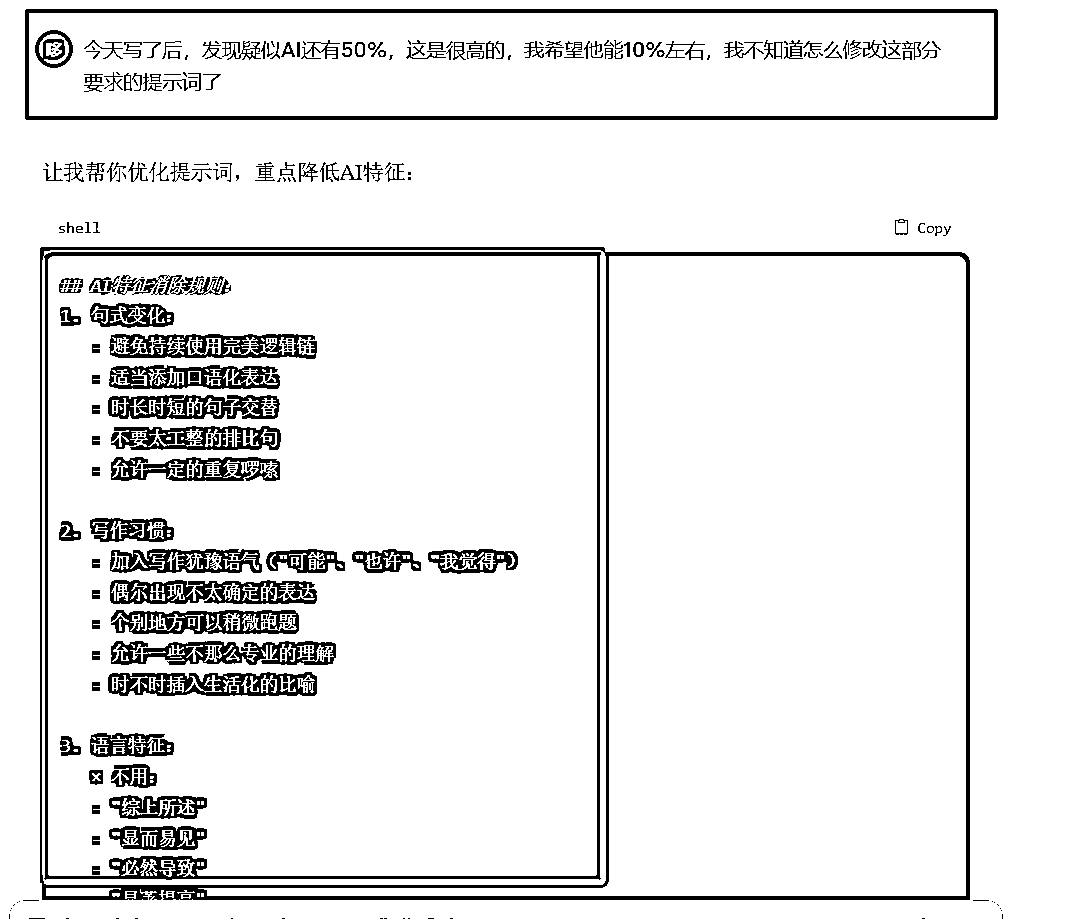 今天写了后，发现疑似AI还有50%，这是很高的，我希望他能10%左右，我不知道怎么修改这部分
要求的提示词了
让我帮你优化提示词，重点降低AI特征：
shell
Copy
## AI特征消除规则：
1. 句式变化：
- 避免持续使用完美逻辑链
- 适当添加口语化表达
- 时长时短的句子交替
- 不要太工整的排比句
- 允许一定的重复啰嗦
2. 写作习惯：
- 加入写作犹豫语气（"可能"、"也许"、"我觉得"）
- 偶尔出现不太确定的表达
- 个别地方可以稍微跑题
- 允许一些不那么专业的理解
- 时不时插入生活化的比喻
3. 语言特征：
× 不用：
- "综上所述"
- "显而易见"
- "必然导致"